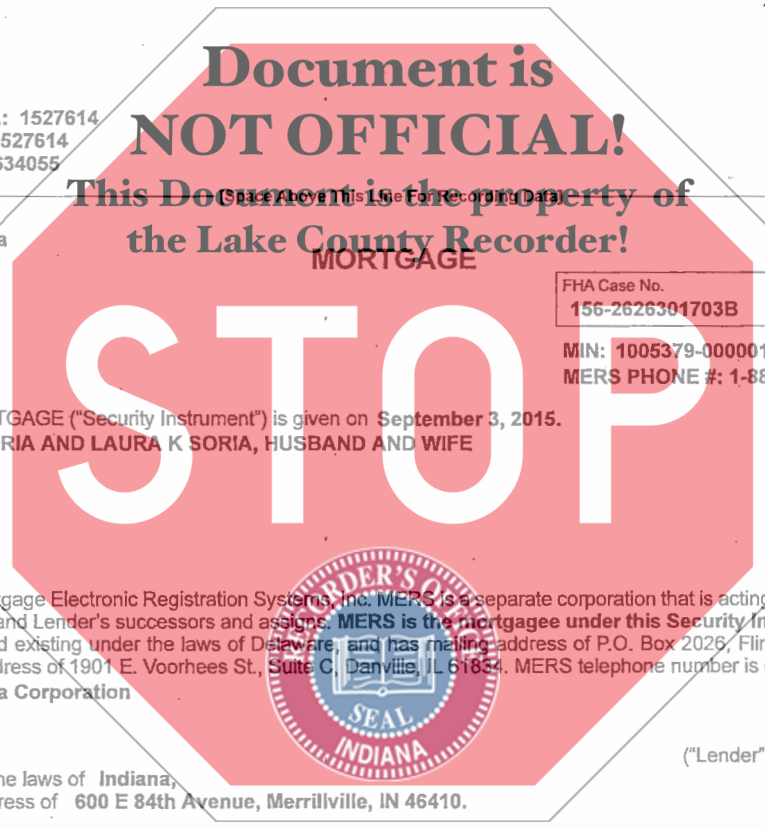 Document is
NOT OFFICIAL!
This Document is the property of
the Lake County Recorder!
STOP
.: 1527614
527614
634055
[Space Above This Line For Recording Data]
a
MORTGAGE
FHA Case No.
156-2626301703B
MIN: 1005379-000001
MERS PHONE #: 1-88
TGAGE ("Security Instrument") is given on September 3, 2015.
RIA AND LAURA K SORIA, HUSBAND AND WIFE
gage Electronic Registration Systems, Inc. MERS is a separate corporation that is acting
and Lender's successors and assigns. MERS is the mortgagee under this Security In
d existing under the laws of Delaware, and has mailing address of P.O. Box 2026, Flin
dress of 1901 E. Voorhees St., Suite C, Danville, IL 61834. MERS telephone number is
a Corporation
RECORDER'S OFFICE
SEAL
INDIANA
("Lender"
he laws of Indiana,
ress of 600 E 84th Avenue, Merrillville, IN 46410.